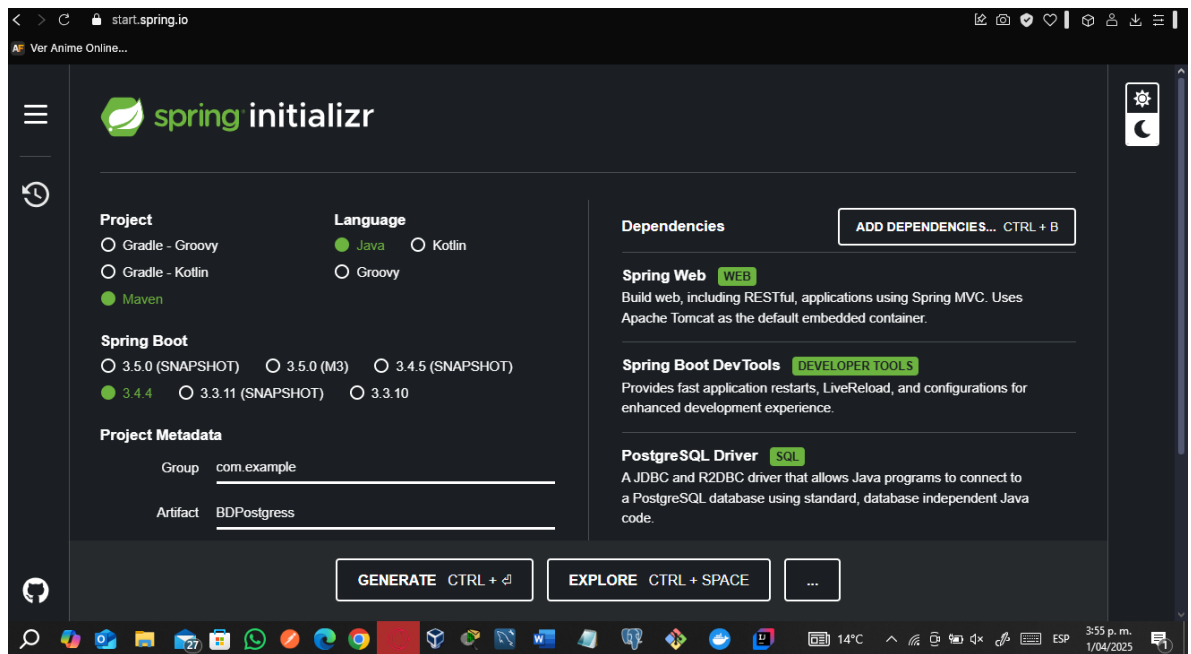 start.spring.io
AF Ver Anime Online...
spring initializr
Project
Gradle - Groovy
Gradle - Kotlin
Maven
Language
Java Kotlin
Groovy
Spring Boot
3.5.0 (SNAPSHOT) 3.5.0 (M3) 3.4.5 (SNAPSHOT)
3.4.4 3.3.11 (SNAPSHOT) 3.3.10
Project Metadata
Group com.example
Artifact BDPostgress
Dependencies
ADD DEPENDENCIES... CTRL + B
Spring Web WEB
Build web, including RESTful, applications using Spring MVC. Uses
Apache Tomcat as the default embedded container.
Spring Boot DevTools DEVELOPER TOOLS
Provides fast application restarts, LiveReload, and configurations for
enhanced development experience.
PostgreSQL Driver SQL
A JDBC and R2DBC driver that allows Java programs to connect to
a PostgreSQL database using standard, database independent Java
code.
GENERATE CTRL + ⏎ EXPLORE CTRL + SPACE ...
27
14°C ESP 3:55 p. m.
1/04/2025
1